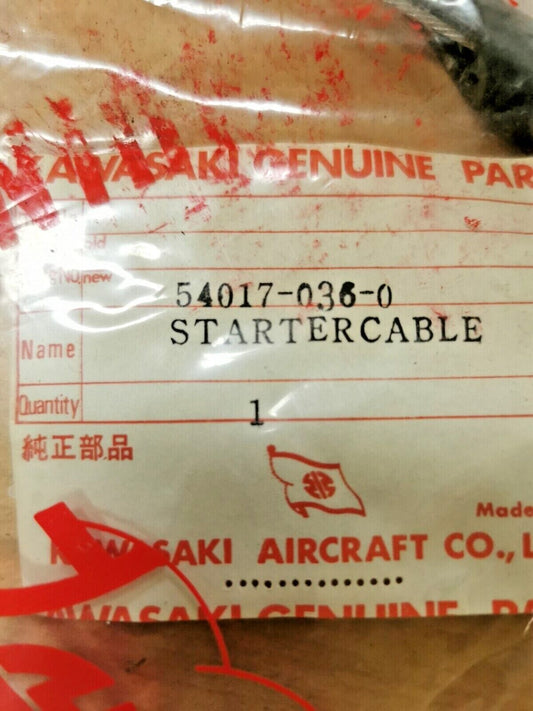 KAWASAKI GENUINE PAR
old
NO. new 54017-036-0
Name STARTERCABLE
Quantity 1
純正部品
Made
KAWASAKI AIRCRAFT CO., L
KAWASAKI GENUINE PA